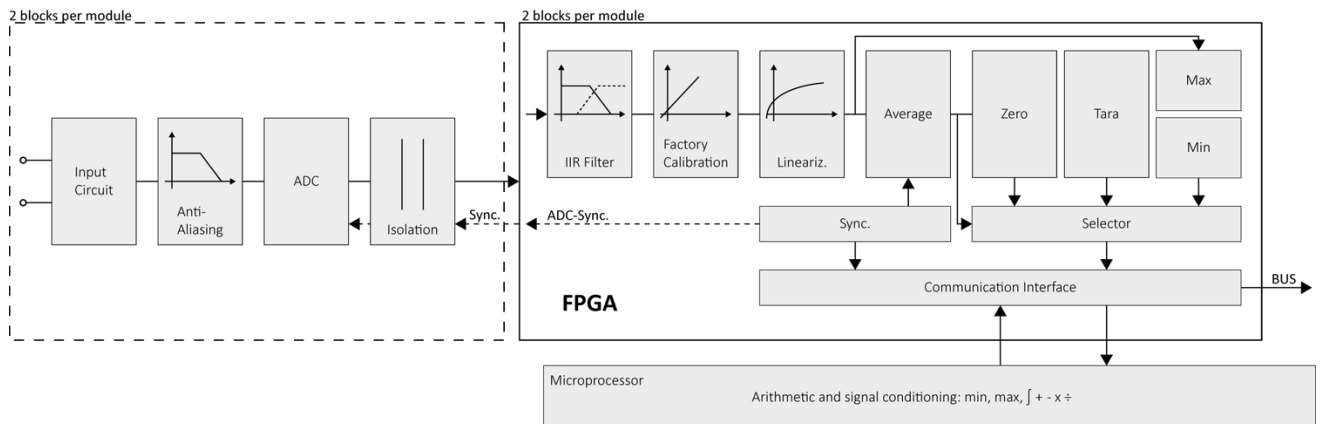 2 blocks per module
2 blocks per module
Input
Circuit
Anti-
Aliasing
ADC
Isolation
Sync.
ADC-Sync.
IIR Filter
Factory
Calibration
Lineariz.
Average
Zero
Tara
Max
Min
Sync.
Selector
Communication Interface
BUS
FPGA
Microprocessor
Arithmetic and signal conditioning: min, max, ∫ + - x ÷